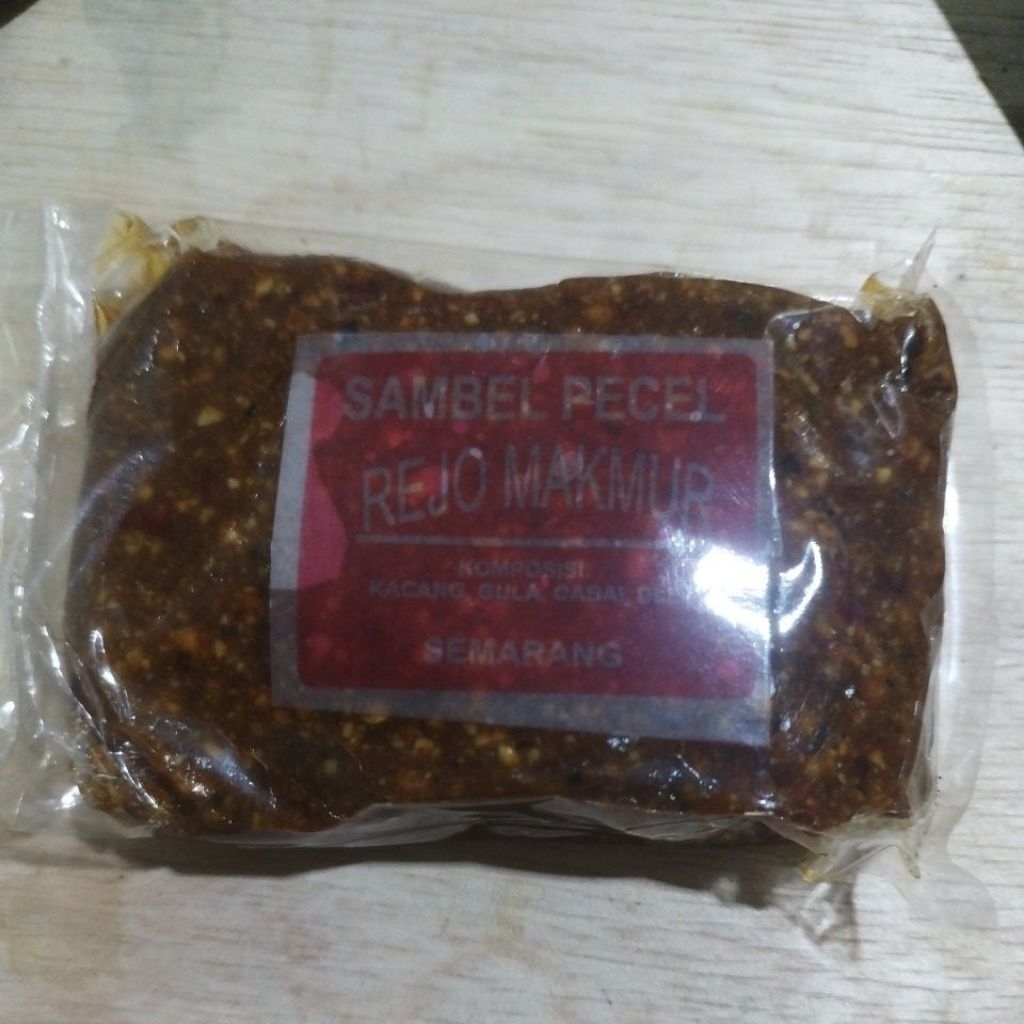 SAMBEL PECEL
REJO MAKMUR
KOMPOSISI:
KACANG, GULA, CABAI,
SEMARANG